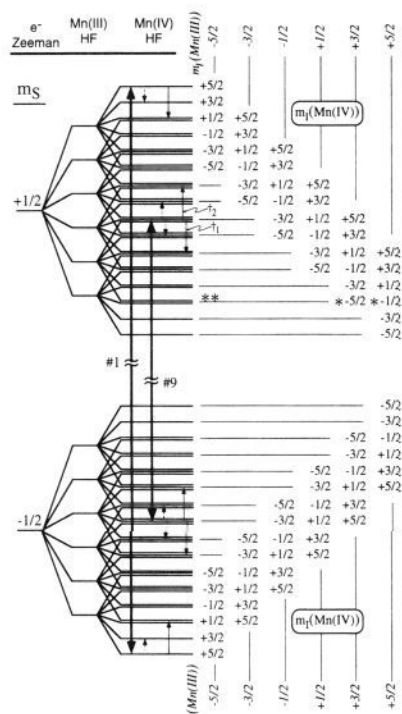 e⁻ Mn(III) Mn(IV)
Zeeman HF HF
m_I(Mn(III)) -5/2 -3/2 -1/2 +1/2 +3/2 +5/2
m_S
+5/2
+3/2
m_I(Mn(IV))
+1/2 +5/2
-1/2 +3/2
-3/2 +1/2 +5/2
-5/2 -1/2 +3/2
-3/2 +1/2 +5/2
+1/2
-5/2 -1/2 +3/2
†2
-3/2 +1/2 +5/2
†1
-5/2 -1/2 +3/2
-3/2 +1/2 +5/2
-5/2 -1/2 +3/2
-3/2 +1/2
** *-5/2 *-1/2
-3/2
-5/2
#1
#9
-5/2
-3/2
-5/2 -1/2
-3/2 +1/2
-5/2 -1/2 +3/2
-3/2 +1/2 +5/2
-5/2 -1/2 +3/2
-1/2
-3/2 +1/2 +5/2
-5/2 -1/2 +3/2
-3/2 +1/2 +5/2
-5/2 -1/2 +3/2
-3/2 +1/2 +5/2
-1/2 +3/2
+1/2 +5/2
m_I(Mn(IV))
+3/2
+5/2
(Mn(III)) -5/2 -3/2 -1/2 +1/2 +3/2 +5/2